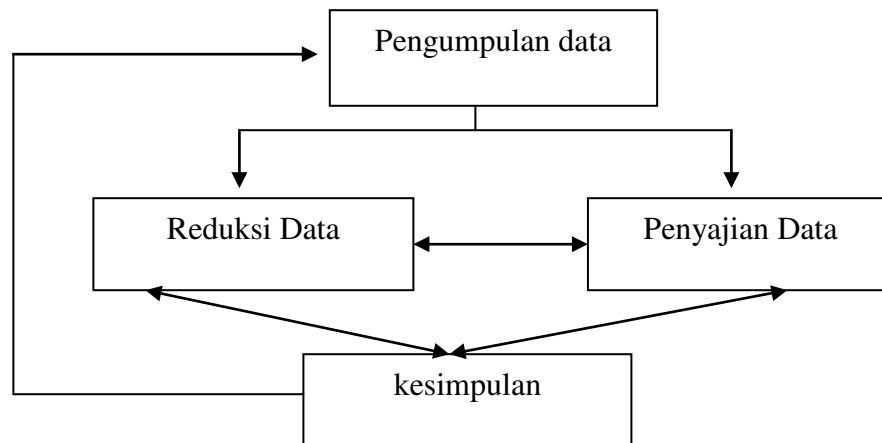 Pengumpulan data
Reduksi Data
Penyajian Data
kesimpulan